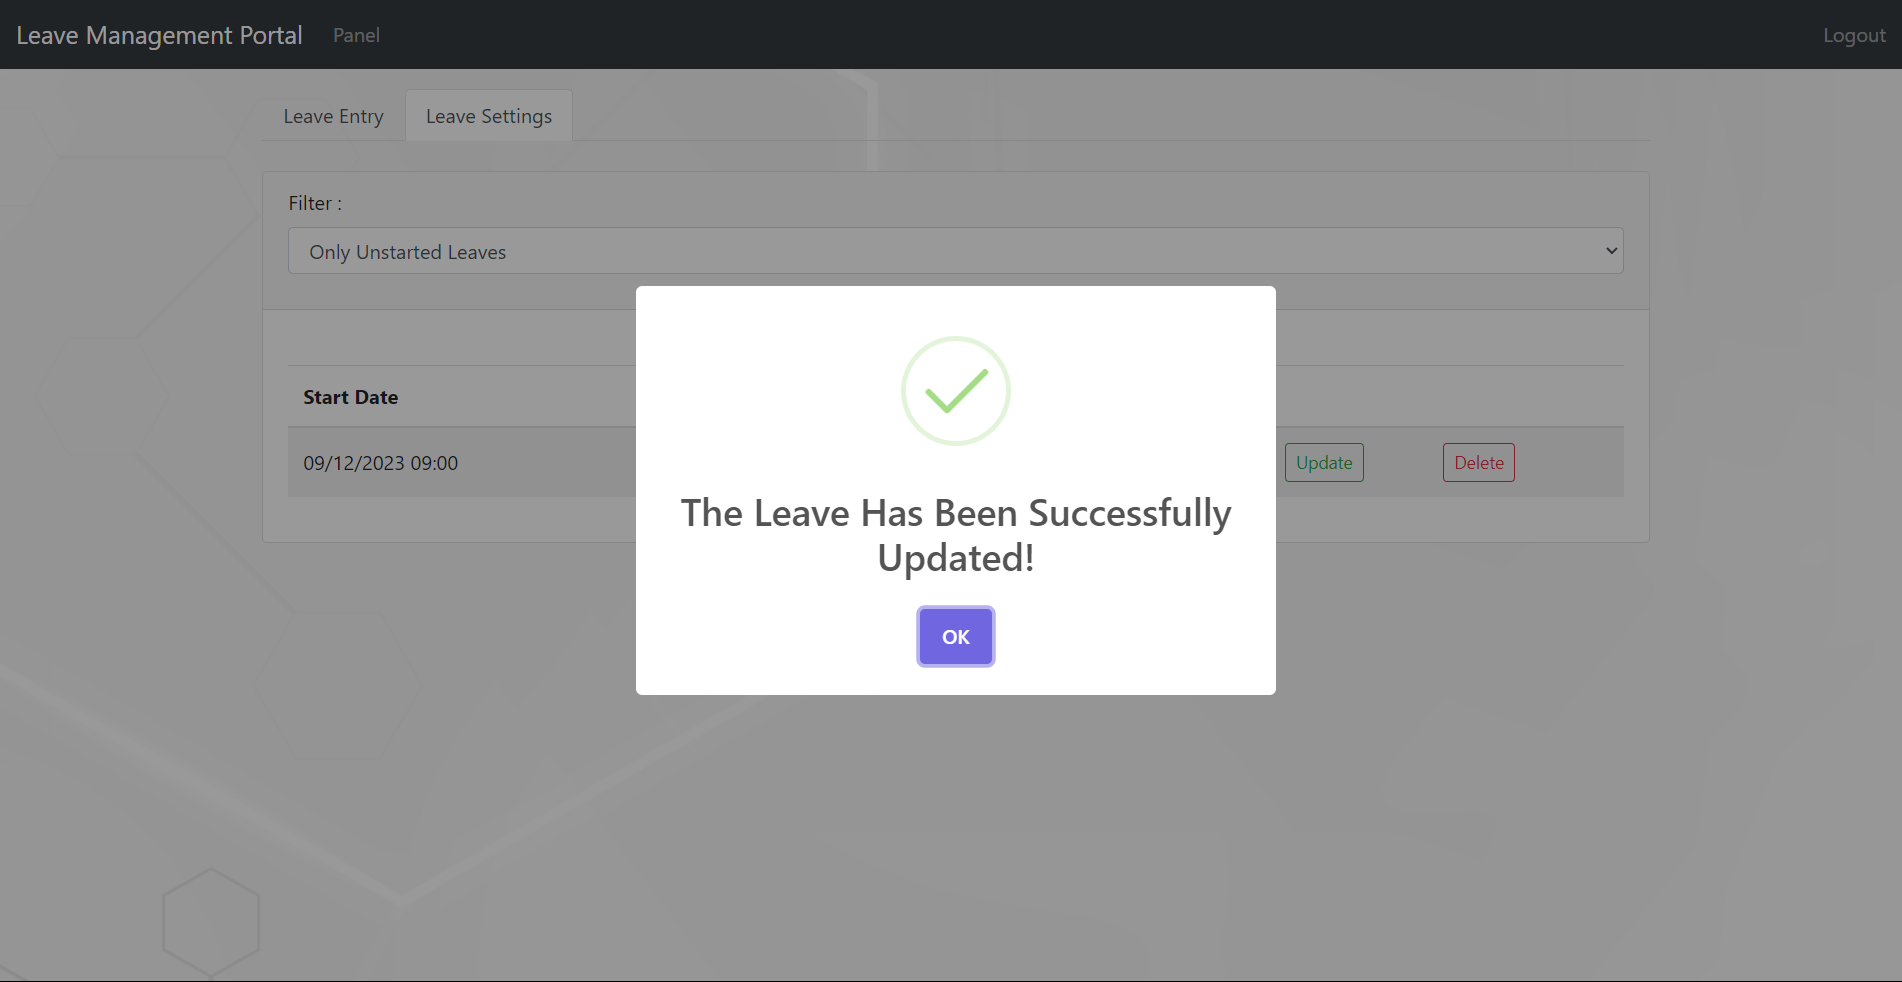 Leave Management Portal Panel Logout
Leave Entry Leave Settings
Filter :
Only Unstarted Leaves
Start Date
09/12/2023 09:00 Update Delete
The Leave Has Been Successfully
Updated!
OK